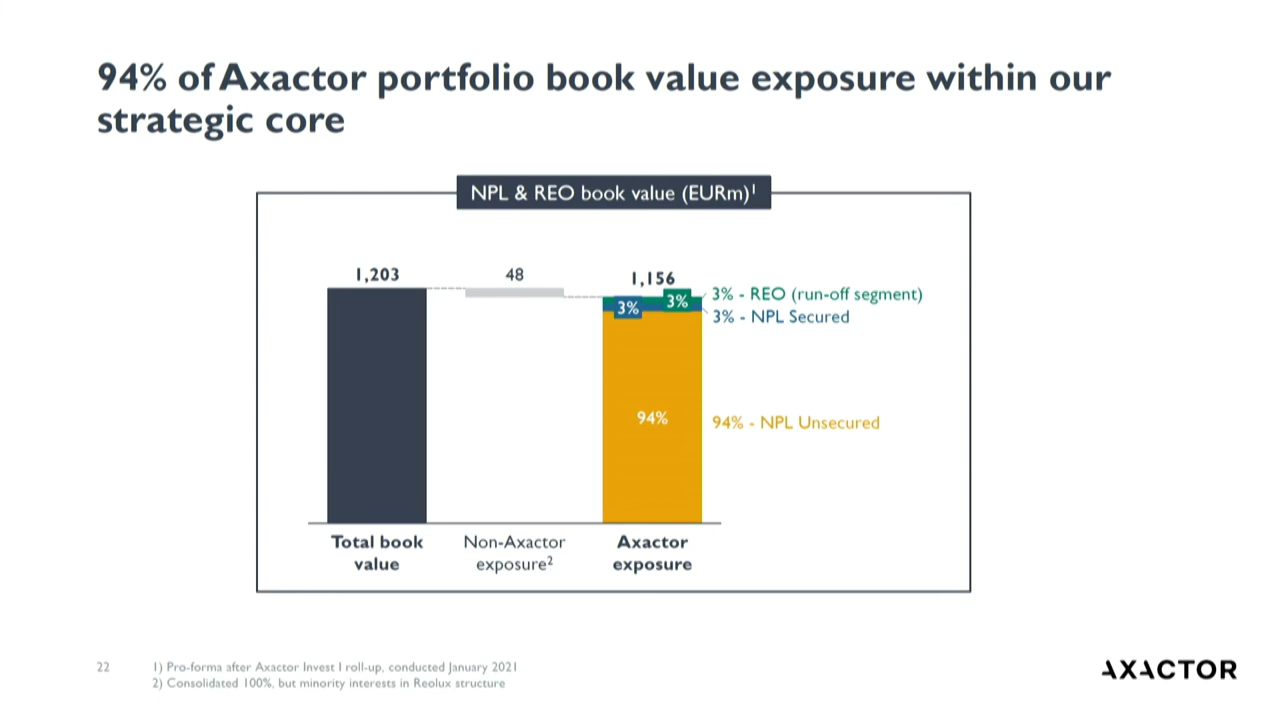 94% of Axactor portfolio book value exposure within our
strategic core
NPL & REO book value (EURm)¹
1,203
48
1,156
3%
3%
94%
3% - REO (run-off segment)
3% - NPL Secured
94% - NPL Unsecured
Total book
value
Non-Axactor
exposure²
Axactor
exposure
22
1) Pro-forma after Axactor Invest I roll-up, conducted January 2021
2) Consolidated 100%, but minority interests in Reolux structure
AXACTOR